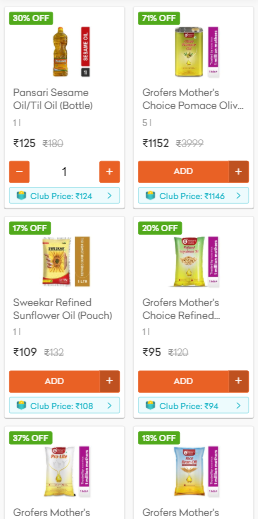 30% OFF
SESAME OIL
Pansari Sesame
Oil/Til Oil (Bottle)
1 l
₹125 ₹180
− 1 +
Club Price: ₹124
71% OFF
Grofers Mother's
Choice Pomace Oliv...
5 l
₹1152 ₹3999
ADD +
Club Price: ₹1146
17% OFF
Sweekar Refined
Sunflower Oil (Pouch)
1 l
₹109 ₹132
ADD +
Club Price: ₹108
20% OFF
Grofers Mother's
Choice Refined...
1 l
₹95 ₹120
ADD +
Club Price: ₹94
37% OFF
Grofers Mother's
13% OFF
Grofers Mother's